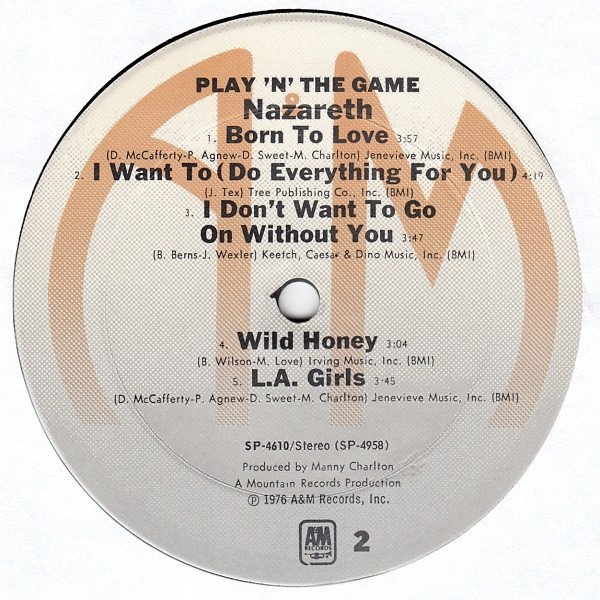 PLAY 'N' THE GAME
Nazareth
1. Born To Love 3:57
(D. McCafferty-P. Agnew-D. Sweet-M. Charlton) Jenevieve Music, Inc. (BMI)
2. I Want To (Do Everything For You) 4:19
(J. Tex) Tree Publishing Co., Inc. (BMI)
3. I Don't Want To Go
On Without You 3:47
(B. Berns-J. Wexler) Keetch, Caesar & Dino Music, Inc. (BMI)
4. Wild Honey 3:04
(B. Wilson-M. Love) Irving Music, Inc. (BMI)
5. L.A. Girls 3:45
(D. McCafferty-P. Agnew-D. Sweet-M. Charlton) Jenevieve Music, Inc. (BMI)
SP-4610/Stereo (SP-4958)
Produced by Manny Charlton
A Mountain Records Production
℗ 1976 A&M Records, Inc.
A&M
RECORDS
2
A&M